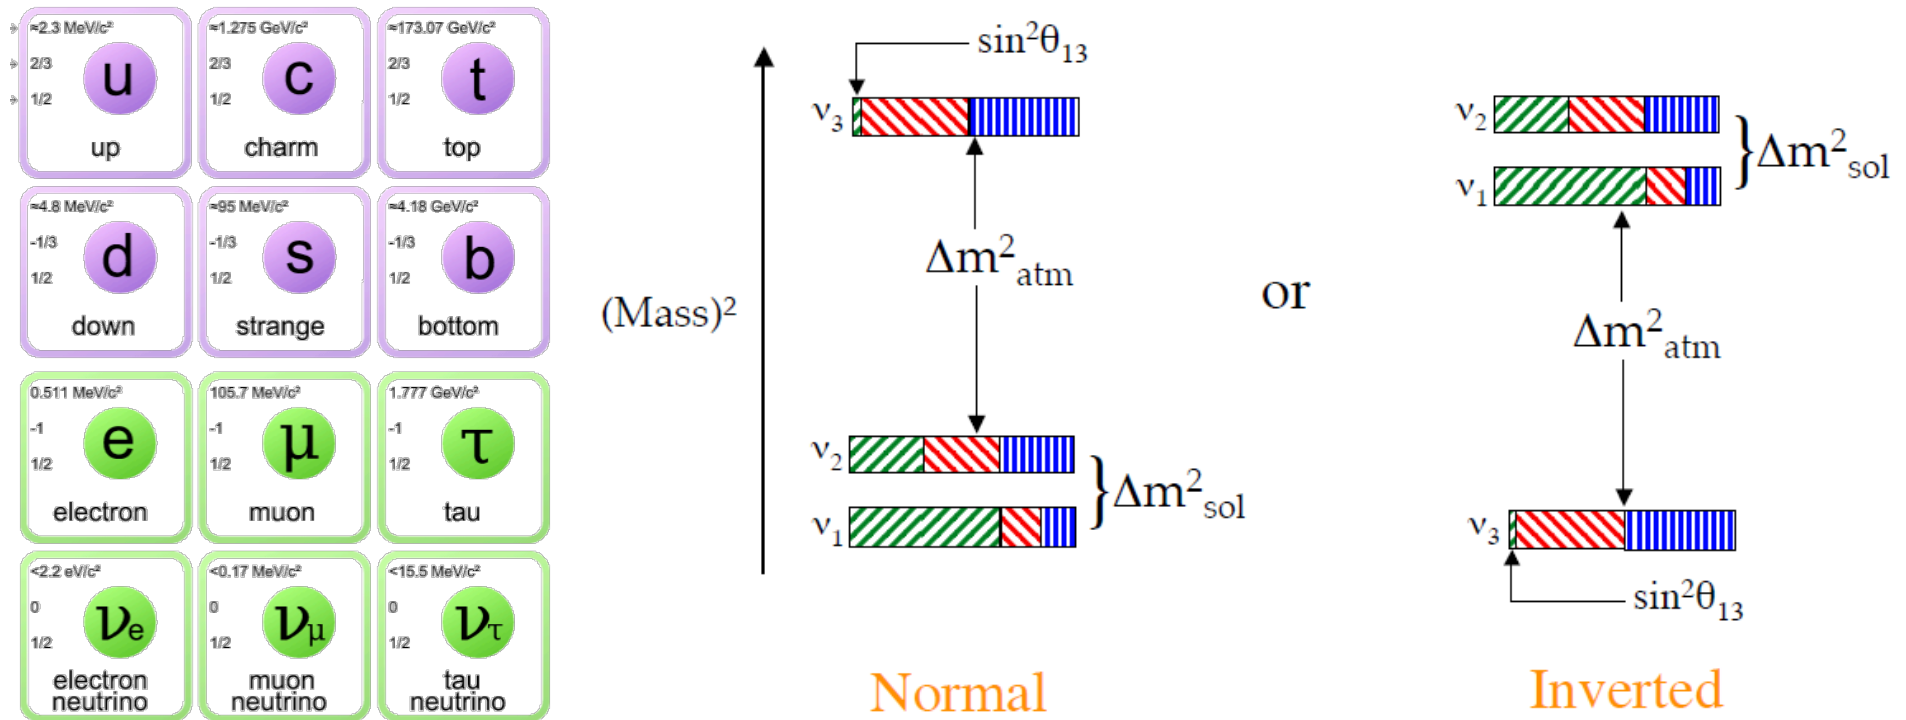 ≈2.3 MeV/c²
2/3
1/2
u
up
≈1.275 GeV/c²
2/3
1/2
c
charm
≈173.07 GeV/c²
2/3
1/2
t
top
≈4.8 MeV/c²
-1/3
1/2
d
down
≈95 MeV/c²
-1/3
1/2
s
strange
≈4.18 GeV/c²
-1/3
1/2
b
bottom
0.511 MeV/c²
-1
1/2
e
electron
105.7 MeV/c²
-1
1/2
μ
muon
1.777 GeV/c²
-1
1/2
τ
tau
<2.2 eV/c²
0
1/2
νe
electron
neutrino
<0.17 MeV/c²
0
1/2
νμ
muon
neutrino
<15.5 MeV/c²
0
1/2
ντ
tau
neutrino
(Mass)²
sin²θ₁₃
ν₃
Δm²atm
ν₂
ν₁
Δm²sol
Normal
or
ν₂
ν₁
Δm²sol
Δm²atm
ν₃
sin²θ₁₃
Inverted